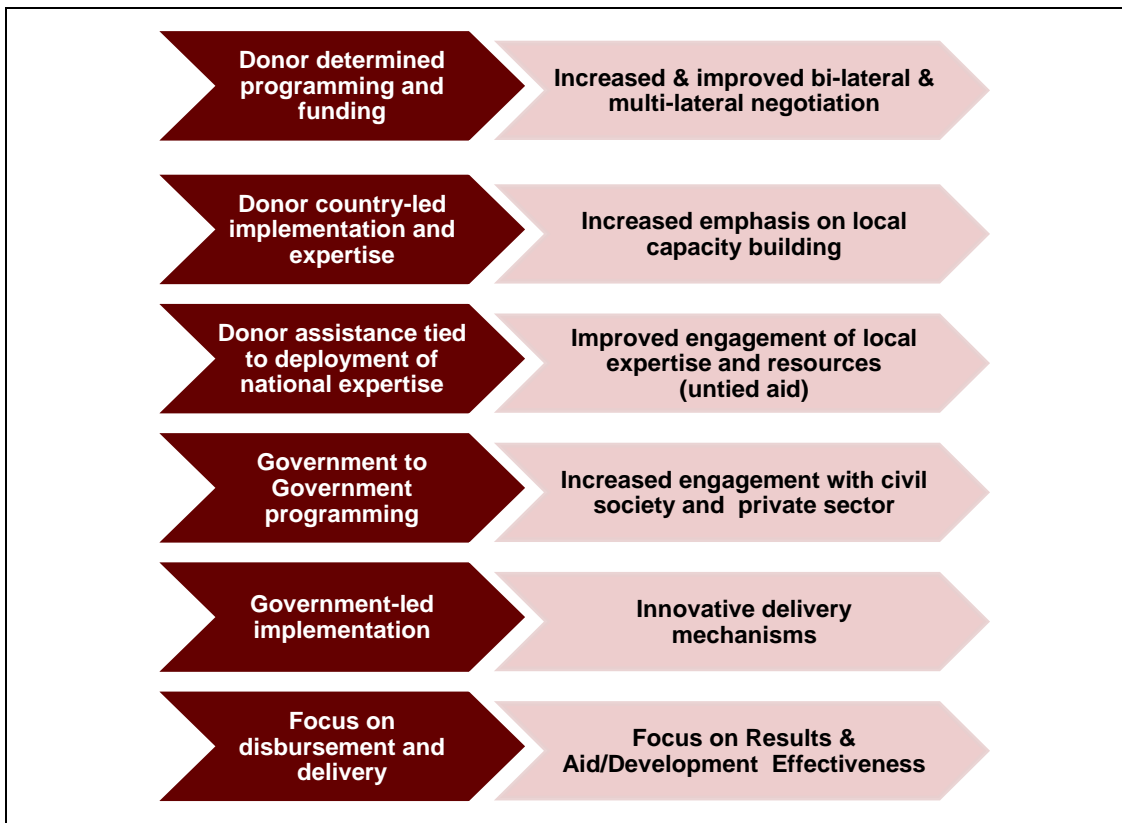 Donor determined
programming and
funding
Increased & improved bi-lateral &
multi-lateral negotiation
Donor country-led
implementation and
expertise
Increased emphasis on local
capacity building
Donor assistance tied
to deployment of
national expertise
Improved engagement of local
expertise and resources
(untied aid)
Government to
Government
programming
Increased engagement with civil
society and  private sector
Government-led
implementation
Innovative delivery
mechanisms
Focus on
disbursement and
delivery
Focus on Results &
Aid/Development  Effectiveness